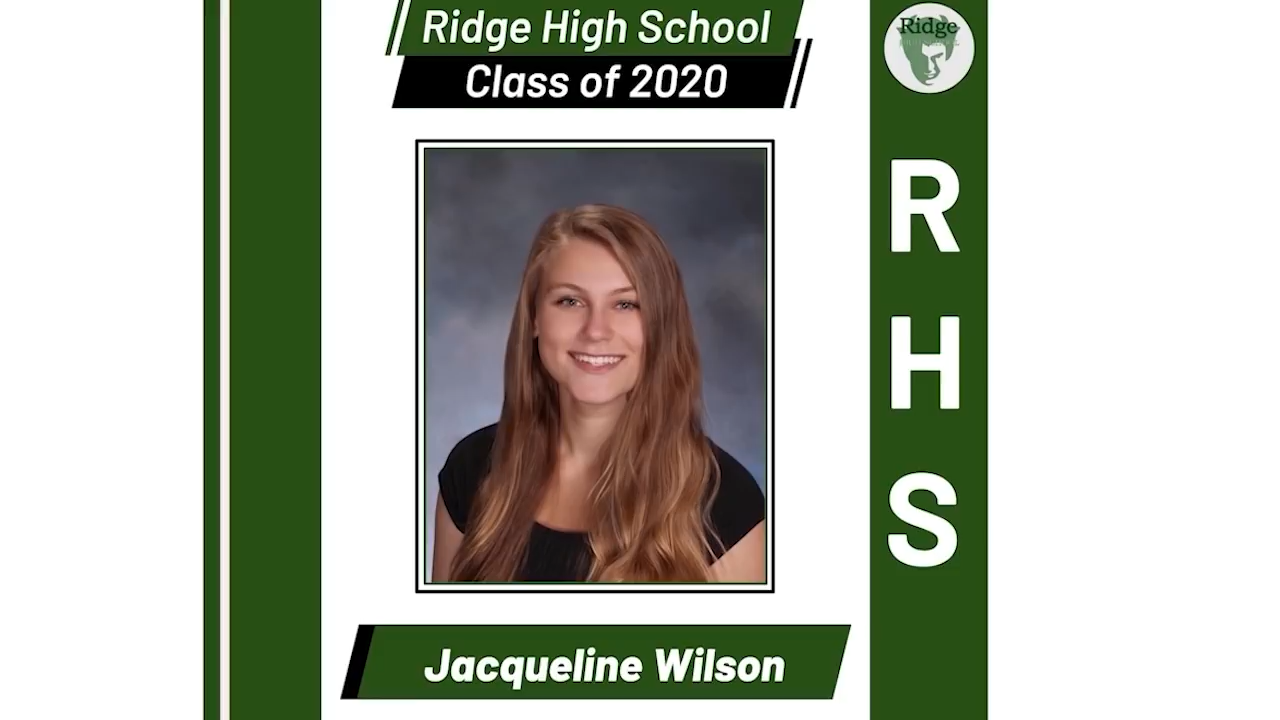 Ridge High School
Class of 2020
Ridge
R
H
S
Jacqueline Wilson